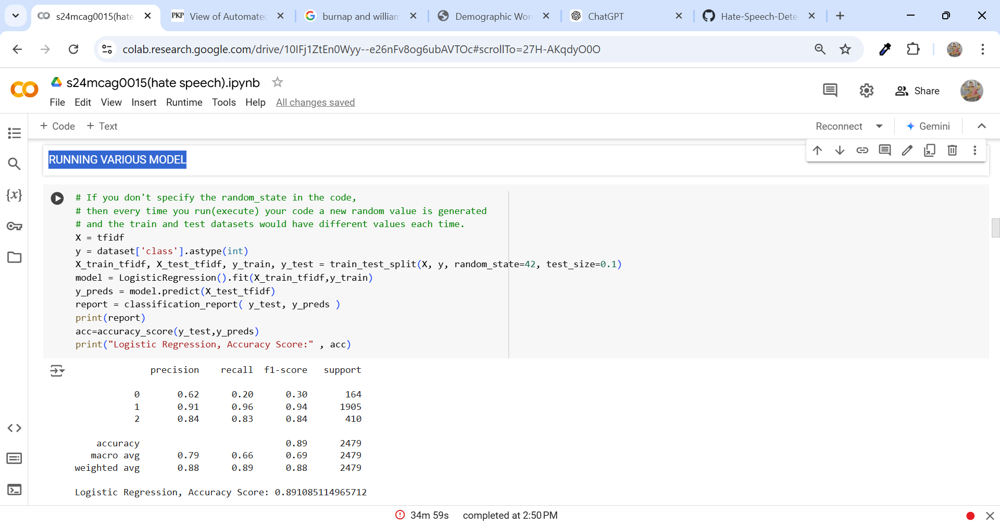 s24mcag0015(hate
View of Automate
burnap and william
Demographic Wor
ChatGPT
Hate-Speech-Dete
colab.research.google.com/drive/10IFj1ZtEn0Wyy--e26nFv8og6ubAVTOc#scrollTo=27H-AKqdyO0O
s24mcag0015(hate speech).ipynb
Share
File Edit View Insert Runtime Tools Help All changes saved
+ Code + Text
Reconnect
Gemini
RUNNING VARIOUS MODEL
# If you don't specify the random_state in the code,
# then every time you run(execute) your code a new random value is generated
# and the train and test datasets would have different values each time.
X = tfidf
y = dataset['class'].astype(int)
X_train_tfidf, X_test_tfidf, y_train, y_test = train_test_split(X, y, random_state=42, test_size=0.1)
model = LogisticRegression().fit(X_train_tfidf,y_train)
y_preds = model.predict(X_test_tfidf)
report = classification_report( y_test, y_preds )
print(report)
acc=accuracy_score(y_test,y_preds)
print("Logistic Regression, Accuracy Score:" , acc)
precision recall f1-score support
0 0.62 0.20 0.30 164
1 0.91 0.96 0.94 1905
2 0.84 0.83 0.84 410
accuracy 0.89 2479
macro avg 0.79 0.66 0.69 2479
weighted avg 0.88 0.89 0.88 2479
Logistic Regression, Accuracy Score: 0.891085114965712
34m 59s completed at 2:50 PM